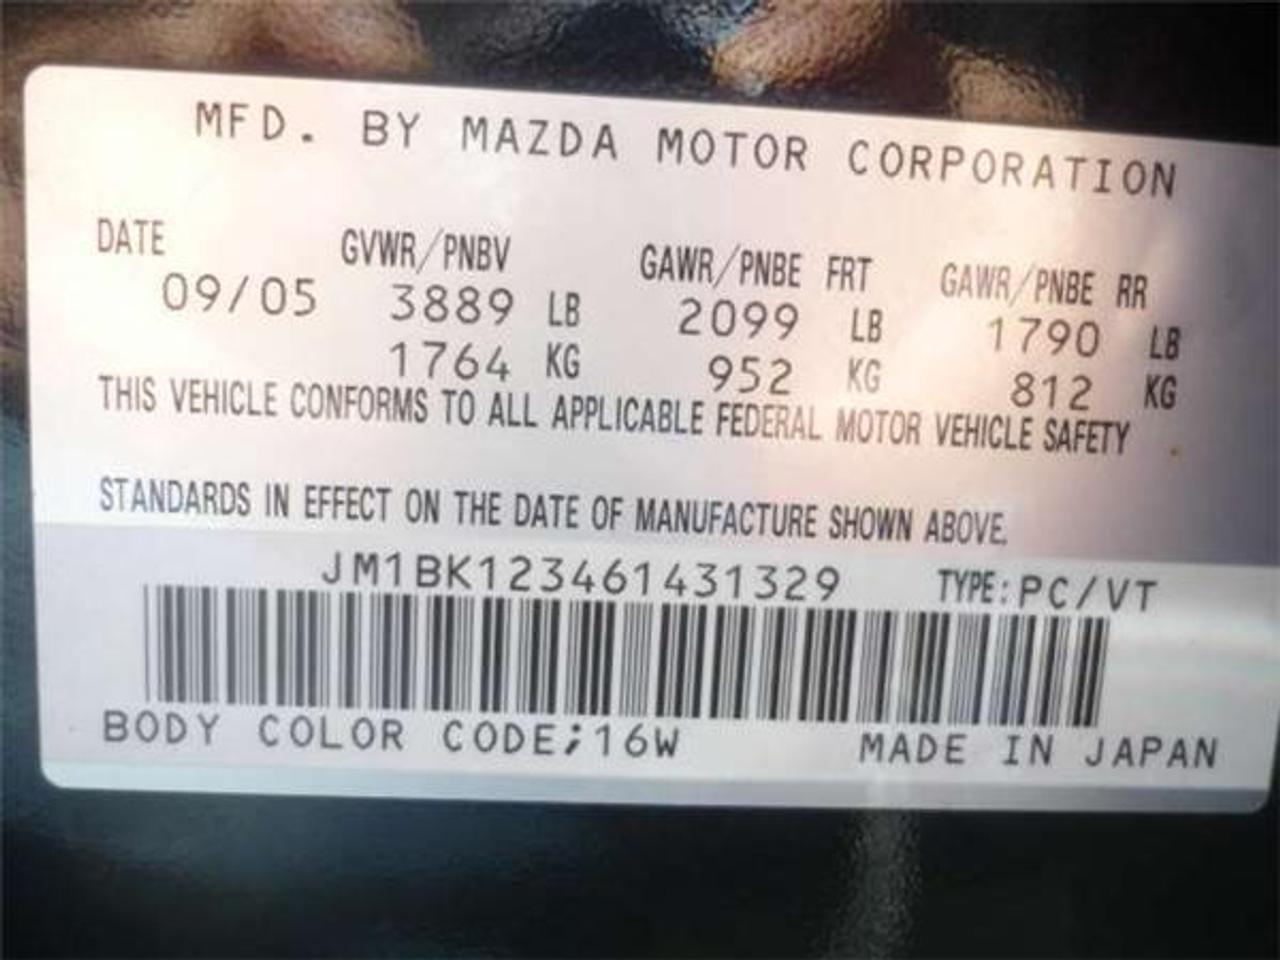 MFD. BY MAZDA MOTOR CORPORATION
DATE GVWR/PNBV GAWR/PNBE FRT GAWR/PNBE RR
09/05 3889 LB 2099 LB 1790 LB
1764 KG 952 KG 812 KG
THIS VEHICLE CONFORMS TO ALL APPLICABLE FEDERAL MOTOR VEHICLE SAFETY
STANDARDS IN EFFECT ON THE DATE OF MANUFACTURE SHOWN ABOVE.
JM1BK123461431329 TYPE:PC/VT
BODY COLOR CODE;16W MADE IN JAPAN